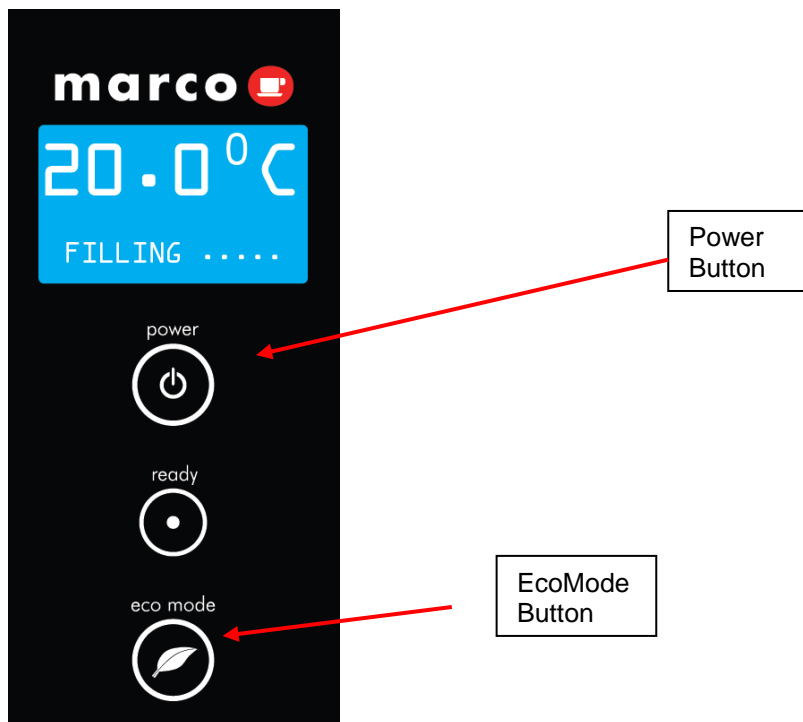 marco
20.0°C
FILLING .....
Power
Button
power
ready
EcoMode
Button
eco mode